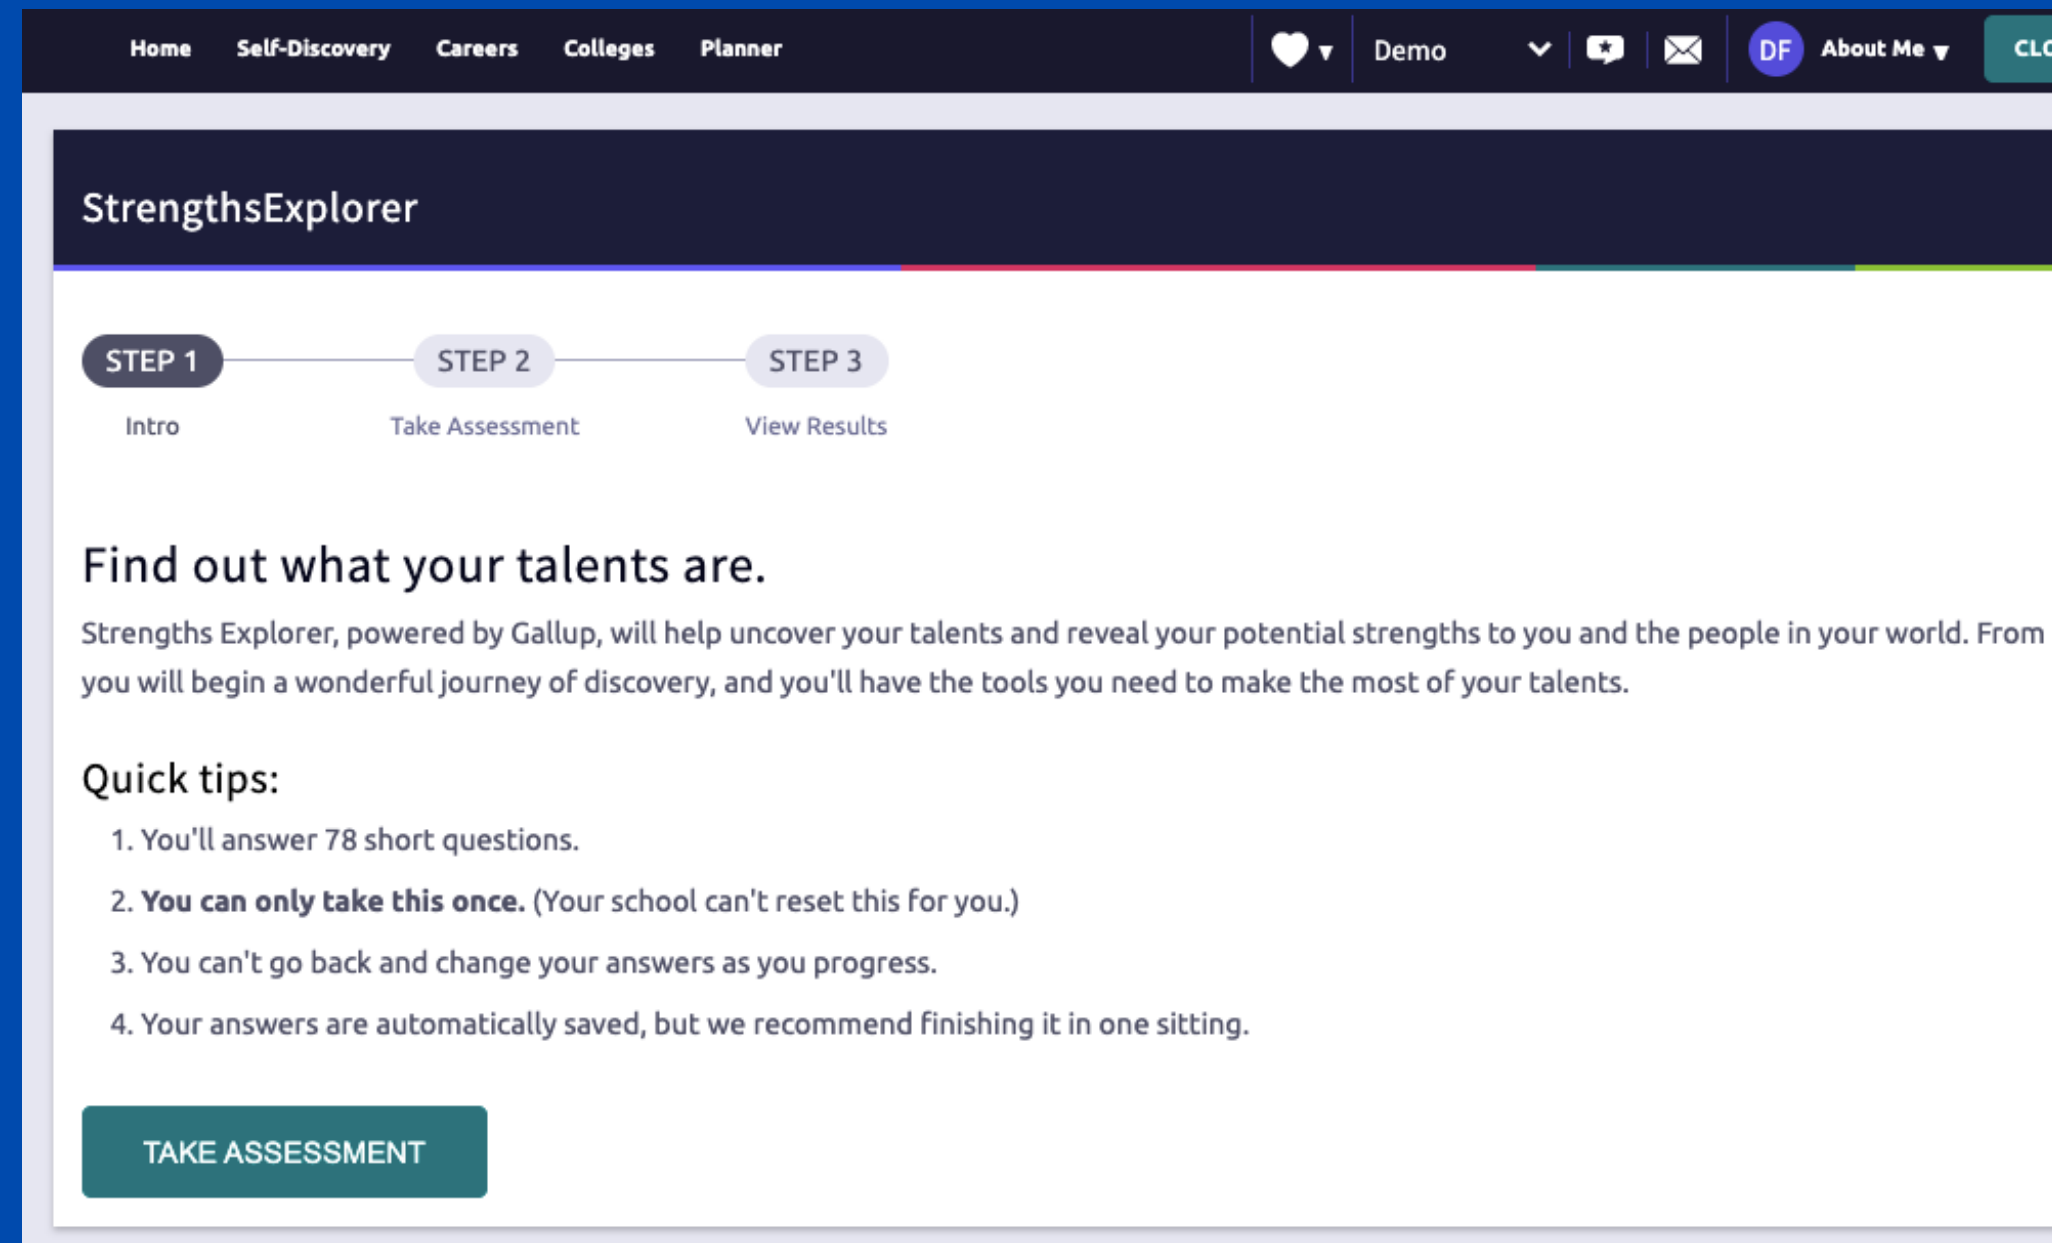 Home Self-Discovery Careers Colleges Planner Demo DF About Me
StrengthsExplorer
STEP 1 STEP 2 STEP 3
Intro Take Assessment View Results
Find out what your talents are.
Strengths Explorer, powered by Gallup, will help uncover your talents and reveal your potential strengths to you and the people in your world. From
you will begin a wonderful journey of discovery, and you'll have the tools you need to make the most of your talents.
Quick tips:
1. You'll answer 78 short questions.
2. You can only take this once. (Your school can't reset this for you.)
3. You can't go back and change your answers as you progress.
4. Your answers are automatically saved, but we recommend finishing it in one sitting.
TAKE ASSESSMENT